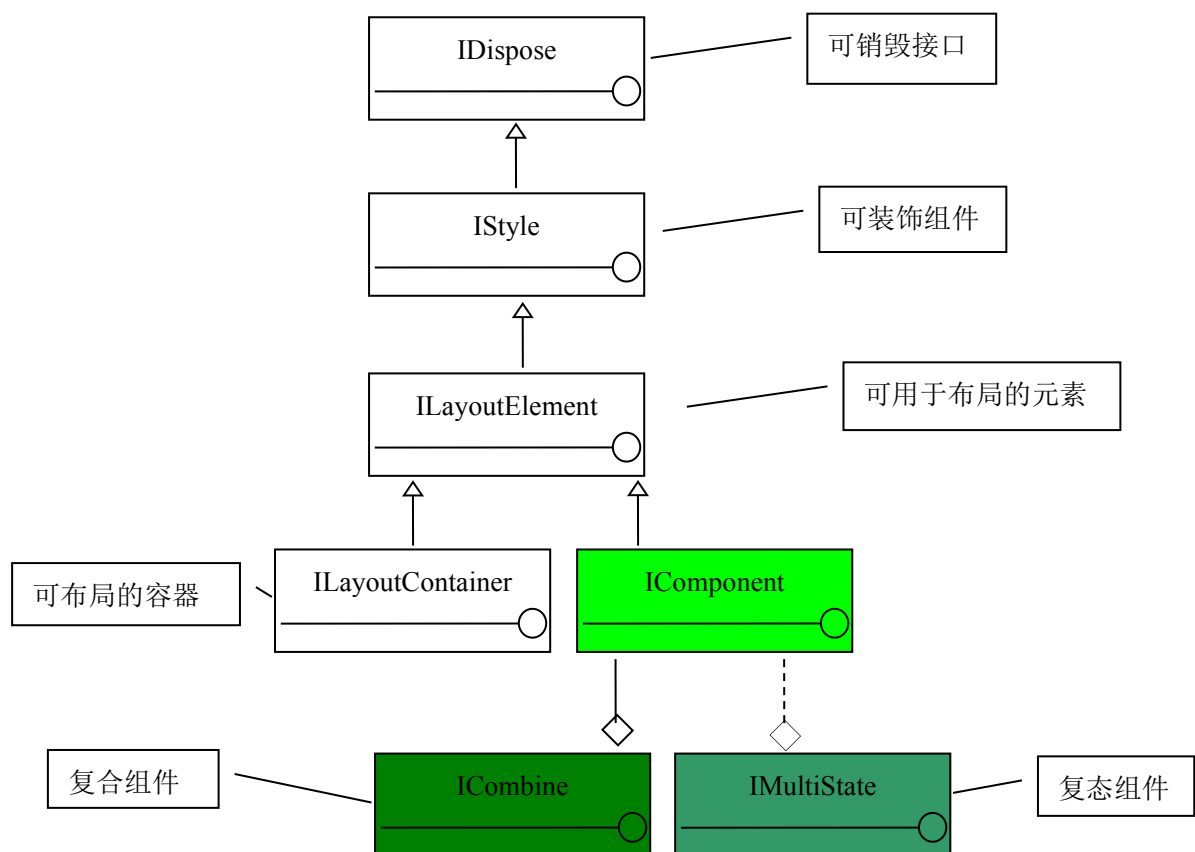 IDispose
可销毁接口
IStyle
可装饰组件
ILayoutElement
可用于布局的元素
可布局的容器
ILayoutContainer
IComponent
复合组件
ICombine
IMultiState
复态组件